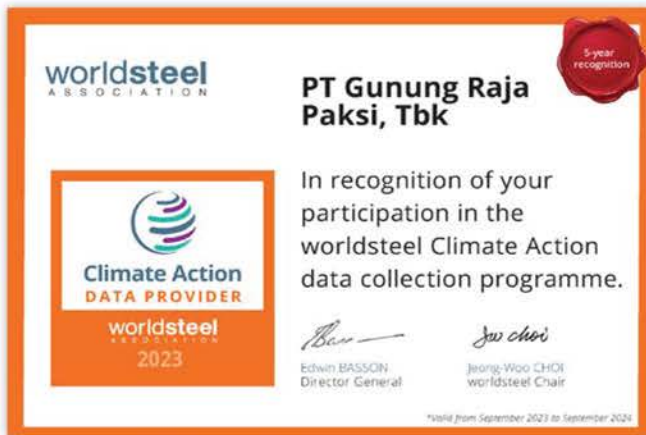 worldsteel
ASSOCIATION
5-year
recognition
PT Gunung Raja
Paksi, Tbk
In recognition of your
participation in the
worldsteel Climate Action
data collection programme.
Climate Action
DATA PROVIDER
worldsteel
ASSOCIATION
2023
Edwin BASSON
Director General
Jeong-Woo CHOI
worldsteel Chair
*Valid from September 2023 to September 2024